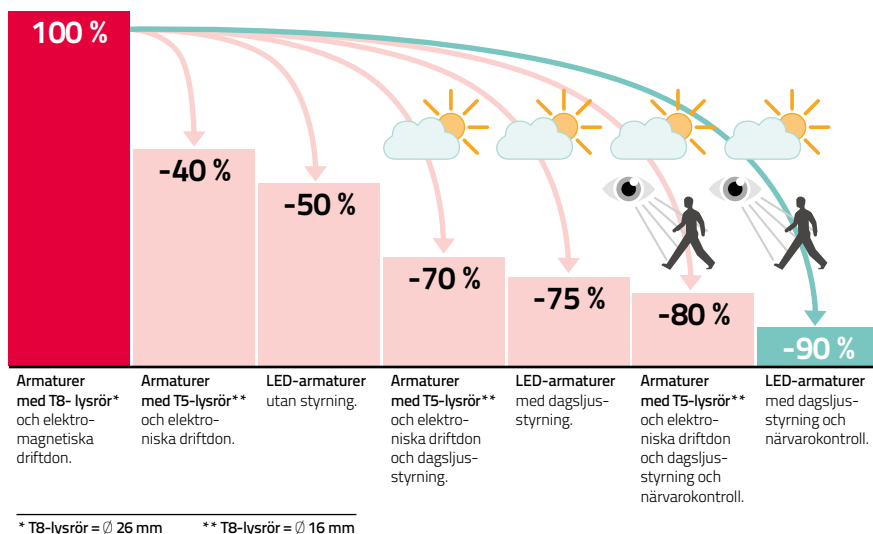 100 %
-40 %
-50 %
-70 %
-75 %
-80 %
-90 %
Armaturer
med T8- lysrör*
och elektro-
magnetiska
driftdon.
Armaturer
med T5-lysrör**
och elektro-
niska driftdon.
LED-armaturer
utan styrning.
Armaturer
med T5-lysrör**
och elektro-
niska driftdon
och dagsljus-
styrning.
LED-armaturer
med dagsljus-
styrning.
Armaturer
med T5-lysrör**
och elektro-
niska driftdon
och dagsljus-
styrning och
närvarokontroll.
LED-armaturer
med dagsljus-
styrning och
närvarokontroll.
* T8-lysrör = ∅ 26 mm
** T8-lysrör = ∅ 16 mm